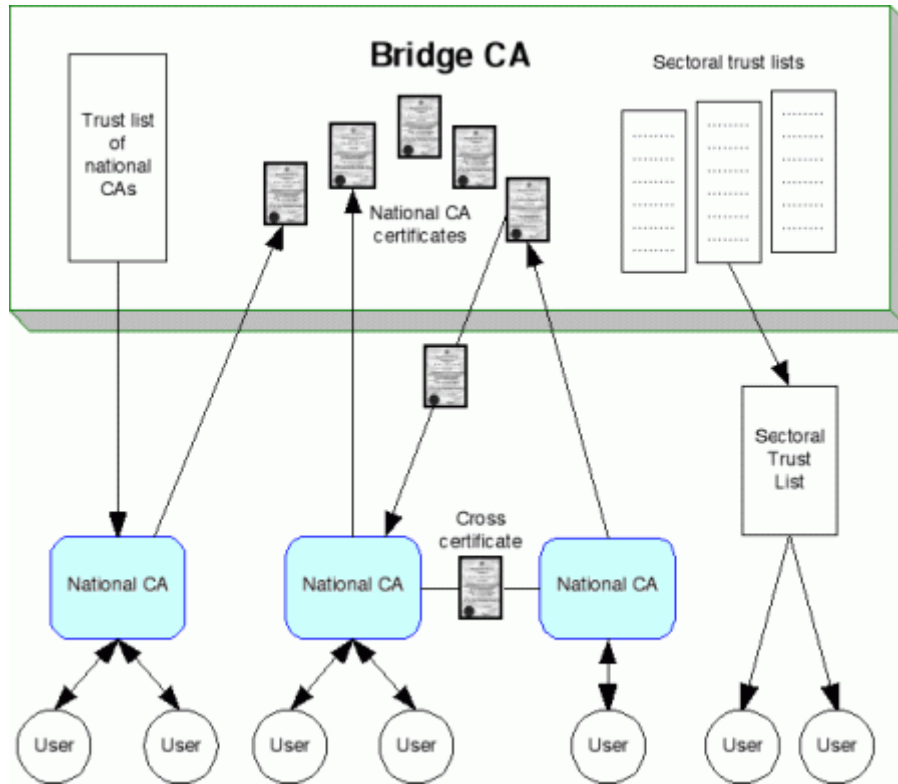 Bridge CA
Sectoral trust lists
Trust list
of
national
CAs
National CA
certificates
Sectoral
Trust
List
Cross
certificate
National CA
National CA
National CA
User
User
User
User
User
User
User